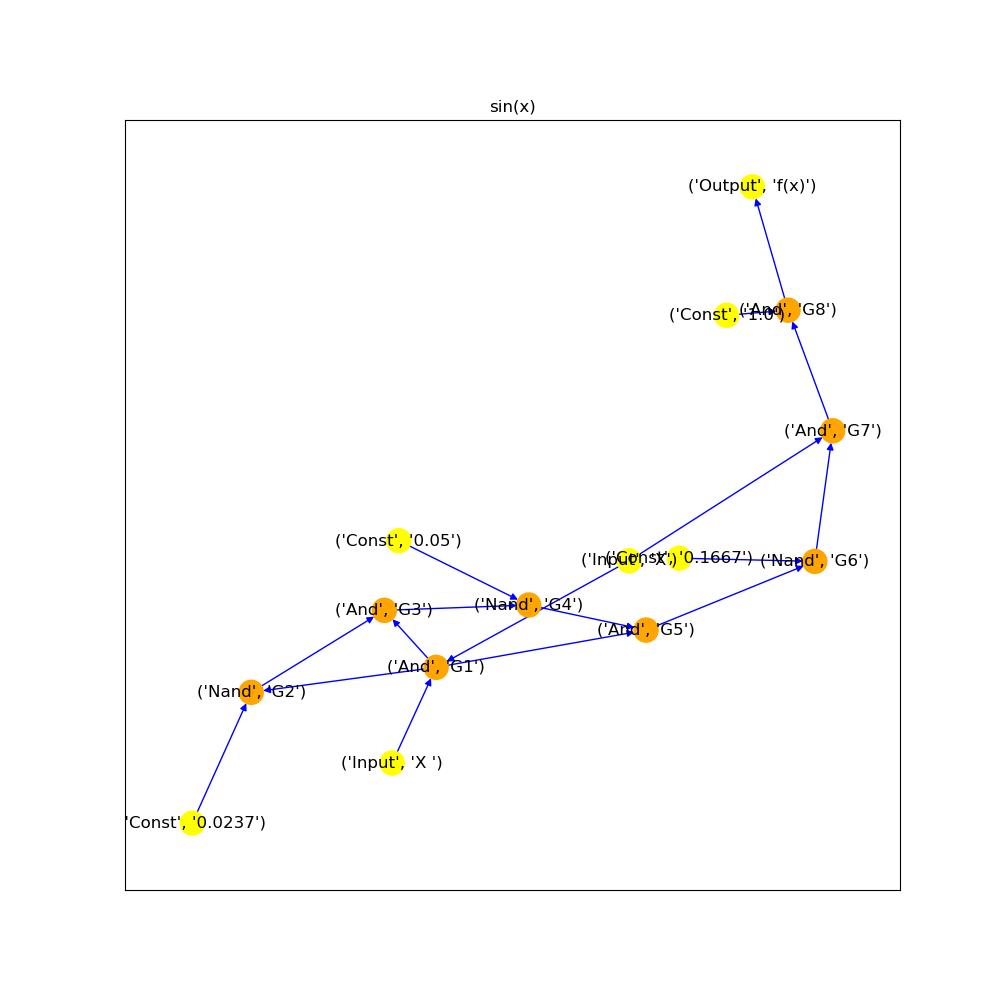 sin(x)
('Output', 'f(x)')
('And', 'G8')
('Const', '1.0')
('And', 'G7')
('Const', '0.05')
('Input', 'X')
('Const', '0.1667')
('Nand', 'G6')
('And', 'G3')
('Nand', 'G4')
('And', 'G5')
('And', 'G1')
('Nand', 'G2')
('Input', 'X ')
'Const', '0.0237')